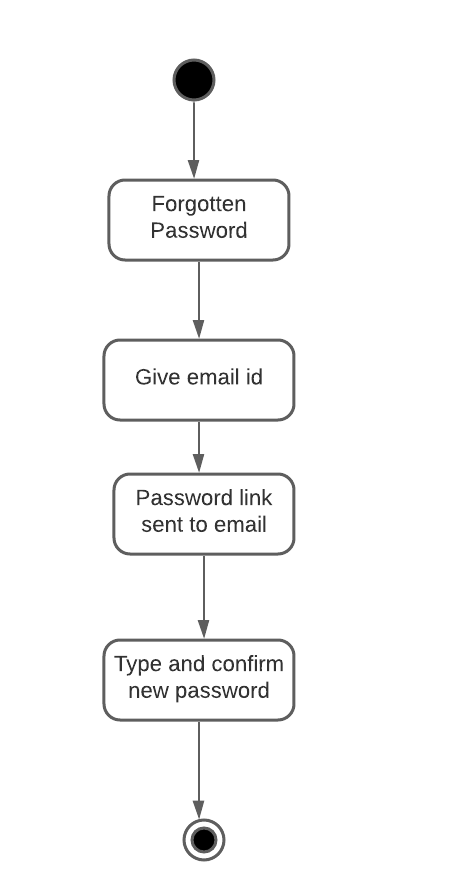 Forgotten
Password
Give email id
Password link
sent to email
Type and confirm
new password